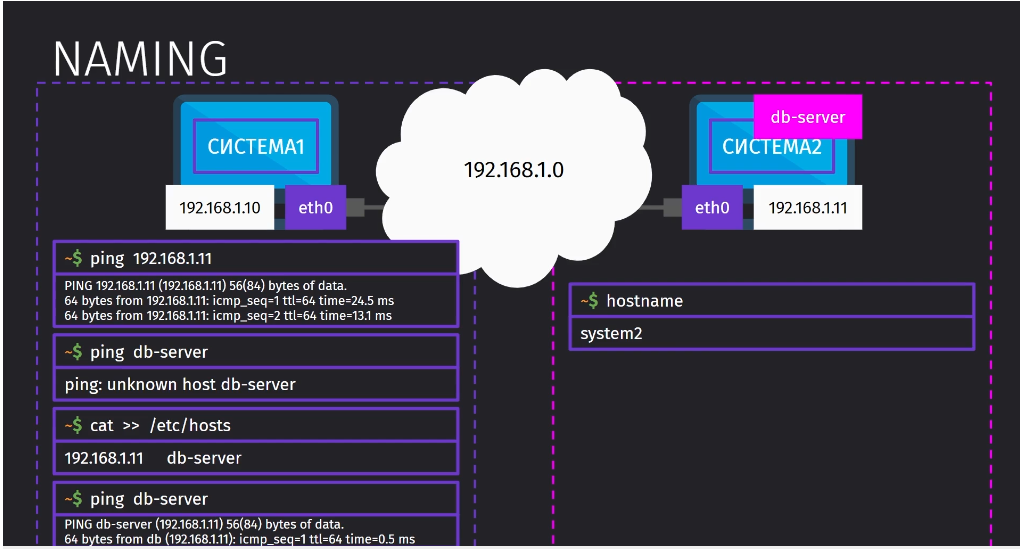 NAMING
СИСТЕМА1
192.168.1.10
eth0
192.168.1.0
db-server
СИСТЕМА2
eth0
192.168.1.11
~$ ping 192.168.1.11
PING 192.168.1.11 (192.168.1.11) 56(84) bytes of data.
64 bytes from 192.168.1.11: icmp_seq=1 ttl=64 time=24.5 ms
64 bytes from 192.168.1.11: icmp_seq=2 ttl=64 time=13.1 ms
~$ ping db-server
ping: unknown host db-server
~$ cat >> /etc/hosts
192.168.1.11 db-server
~$ ping db-server
PING db-server (192.168.1.11) 56(84) bytes of data.
64 bytes from db (192.168.1.11): icmp_seq=1 ttl=64 time=0.5 ms
~$ hostname
system2